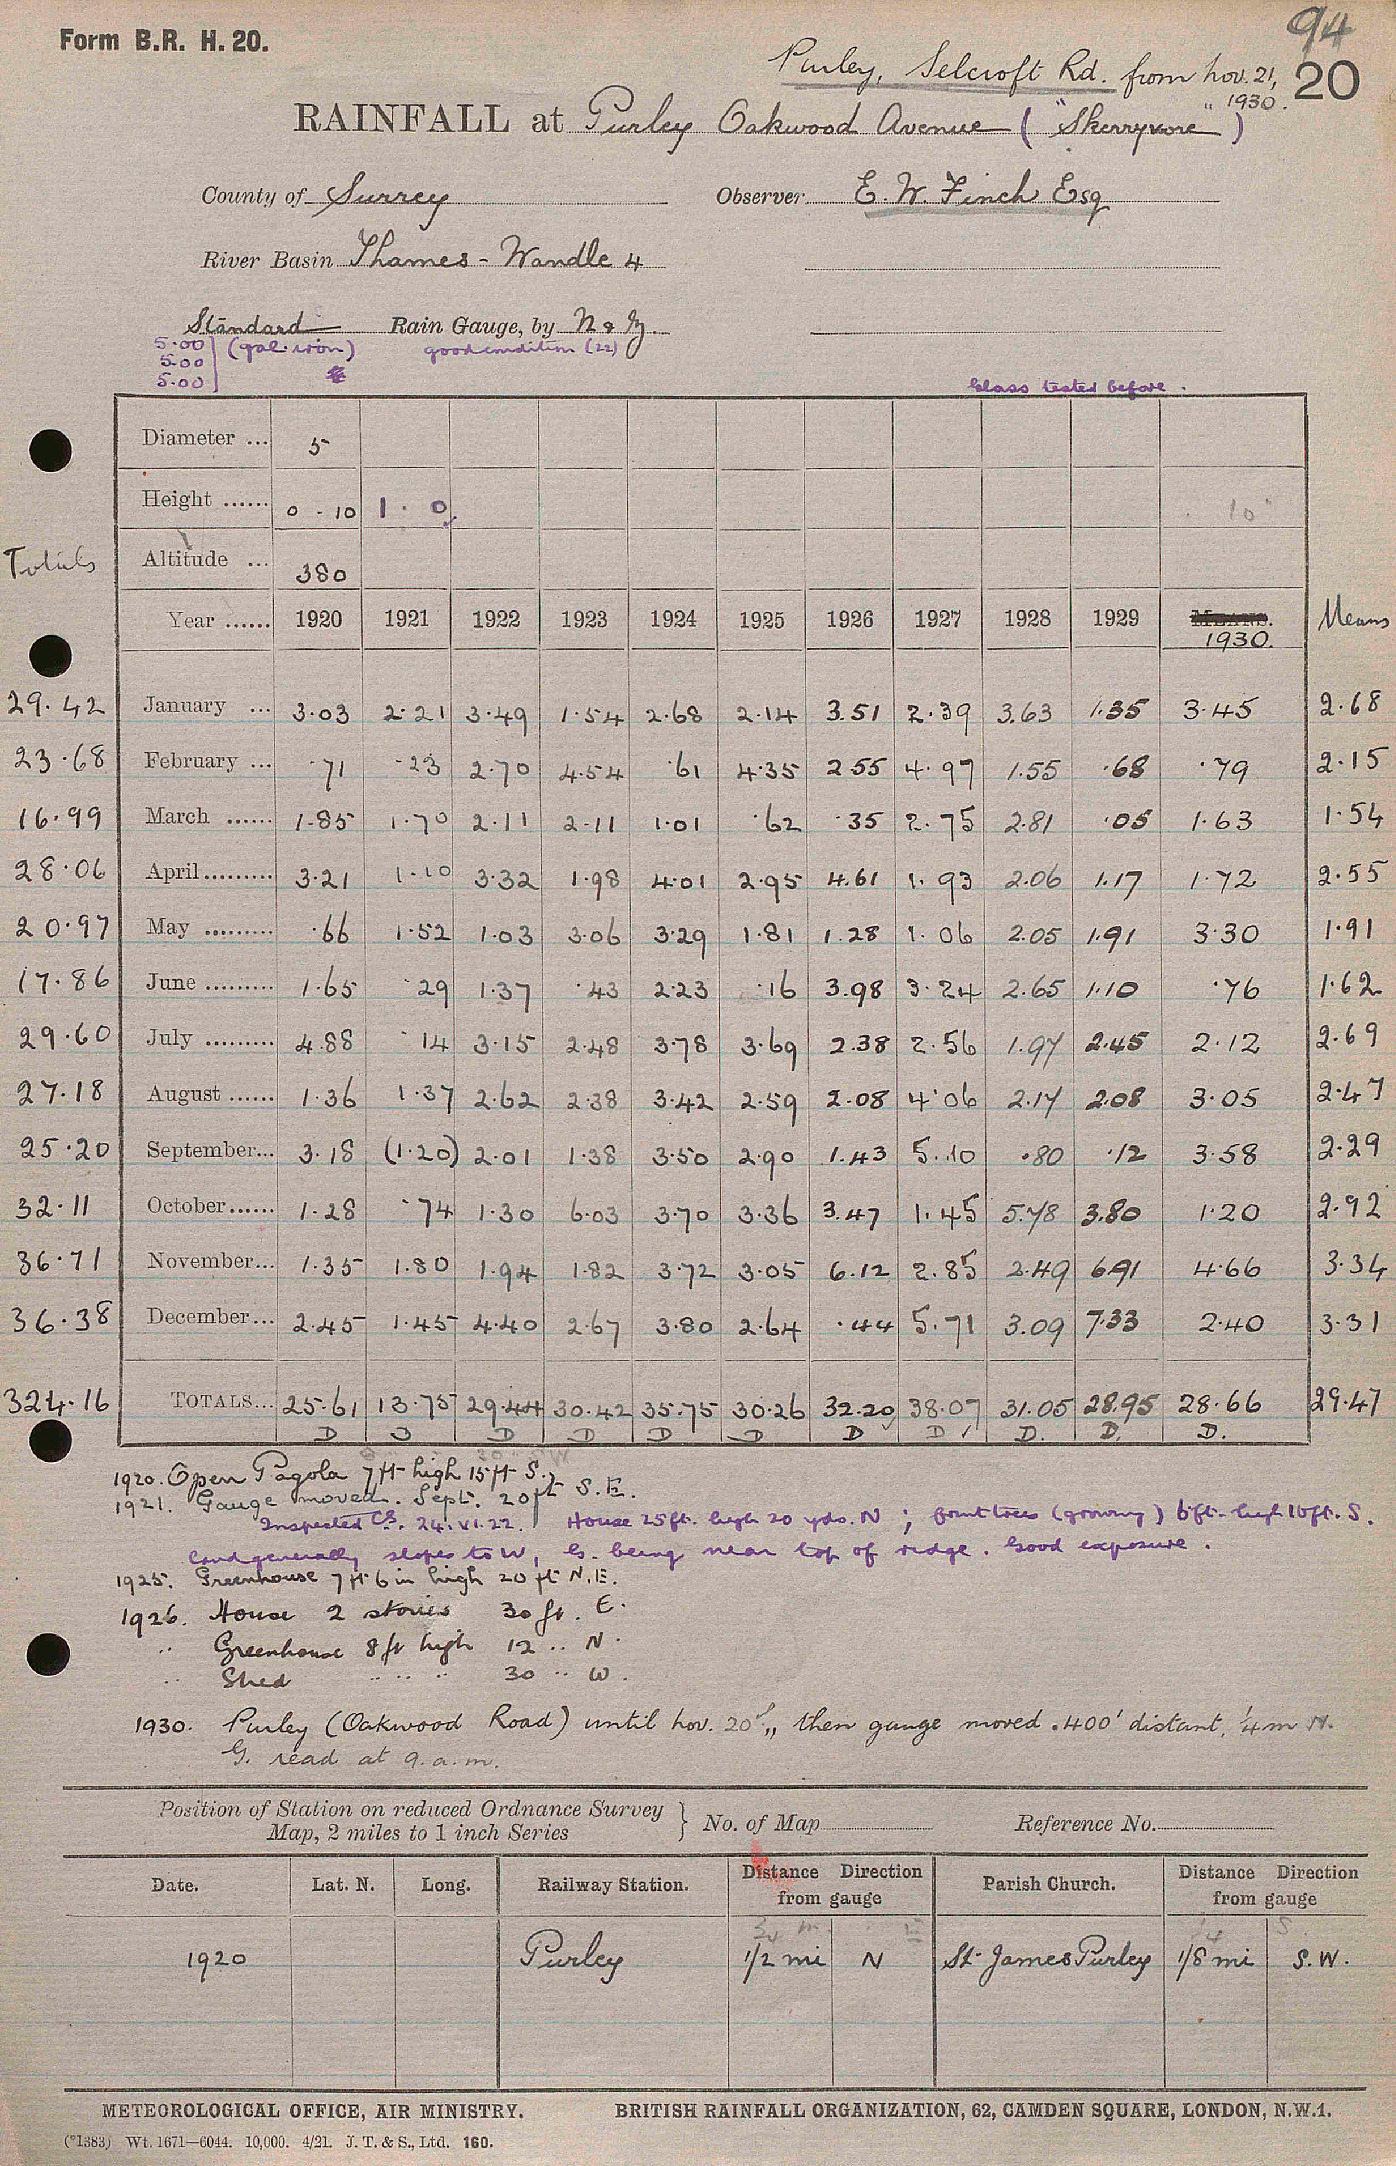 94
Form B.R. H. 20.
Purley, Selcroft Rd. from Nov. 21, 20
" 1930.
RAINFALL at Purley Oakwood Avenue ("Skerryvore")
County of Surrey Observer E. W. Finch Esq
River Basin Thames - Wandle 4
Standard Rain Gauge, by N & Z
5.00 (gal. iron) good condition (22)
5.00
5.00
Glass tested before.
Diameter ... 5
Height ...... 0 - 10 1 . 0 10"
Totals Altitude ... 380
Year ...... 1920 1921 1922 1923 1924 1925 1926 1927 1928 1929 MEANS. 1930. Means
29.42 January ... 3.03 2.21 3.49 1.54 2.68 2.14 3.51 2.39 3.63 1.35 3.45 2.68
23.68 February ... .71 .23 2.70 4.54 .61 4.35 2.55 4.97 1.55 .68 .79 2.15
16.99 March ...... 1.85 1.70 2.11 2.11 1.01 .62 .35 2.75 2.81 .05 1.63 1.54
28.06 April......... 3.21 1.10 3.32 1.98 4.01 2.95 4.61 1.93 2.06 1.17 1.72 2.55
20.97 May ......... .66 1.52 1.03 3.06 3.29 1.81 1.28 1.06 2.05 1.91 3.30 1.91
17.86 June ......... 1.65 .29 1.37 .43 2.23 .16 3.98 3.24 2.65 1.10 .76 1.62
29.60 July ......... 4.88 .14 3.15 2.48 3.78 3.69 2.38 2.56 1.97 2.45 2.12 2.69
27.18 August ...... 1.36 1.37 2.62 2.38 3.42 2.59 2.08 4.06 2.17 2.08 3.05 2.47
25.20 September... 3.18 (1.20) 2.01 1.38 3.50 2.90 1.43 5.10 .80 .12 3.58 2.29
32.11 October...... 1.28 .74 1.30 6.03 3.70 3.36 3.47 1.45 5.78 3.80 1.20 2.92
36.71 November... 1.35 1.80 1.94 1.82 3.72 3.05 6.12 2.85 2.49 6.91 4.66 3.34
36.38 December... 2.45 1.45 4.40 2.67 3.80 2.64 .44 5.71 3.09 7.33 2.40 3.31
324.16 TOTALS... 25.61 13.75 29.44 30.42 35.75 30.26 32.20 38.07 31.05 28.95 28.66 29.47
D D D D D D D D D. D. D.
1920. Open Pagola 7 ft high 15 ft S.
1921. Gauge moved. Sept. 20 ft S.E.
Inspected C.S. 24.VI.22. House 25 ft. high 20 yds. N; fruit trees (growing) 6 ft. high 10 ft. S.
Land generally slopes to W, G. being near top of ridge. Good exposure.
1925. Greenhouse 7 ft 6 in high 20 ft N.E.
1926. House 2 stories 30 ft. E.
" Greenhouse 8 ft high 12 " N.
" Shed " " " 30 " W.
1930. Purley (Oakwood Road) until Nov. 20th, then gauge moved. 400' distant, 1/4 m N.
G. read at 9 a.m.
Position of Station on reduced Ordnance Survey Map, 2 miles to 1 inch Series } No. of Map Reference No.
Date. Lat. N. Long. Railway Station. Distance Direction from gauge Parish Church. Distance Direction from gauge
3/4 m E 1/4 S
1920 Purley 1/2 mi N St. James Purley 1/8 mi S.W.
METEOROLOGICAL OFFICE, AIR MINISTRY. BRITISH RAINFALL ORGANIZATION, 62, CAMDEN SQUARE, LONDON, N.W.1.
(*1383) Wt. 1671—6044. 10,000. 4/21. J. T. & S., Ltd. 160.